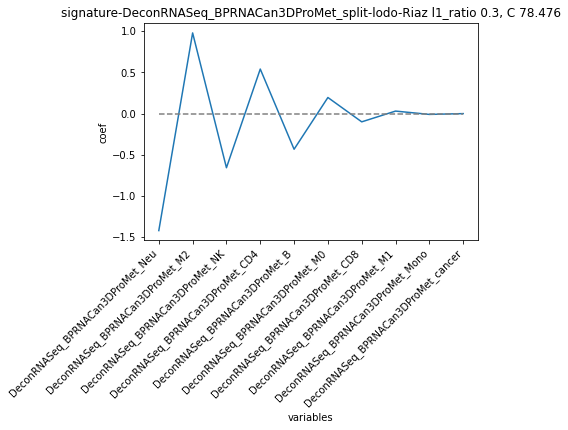 signature-DeconRNASeq_BPRNACan3DProMet_split-lodo-Riaz l1_ratio 0.3, C 78.476
1.0
0.5
0.0
−0.5
−1.0
−1.5
coef
DeconRNASeq_BPRNACan3DProMet_Neu
DeconRNASeq_BPRNACan3DProMet_M2
DeconRNASeq_BPRNACan3DProMet_NK
DeconRNASeq_BPRNACan3DProMet_CD4
DeconRNASeq_BPRNACan3DProMet_B
DeconRNASeq_BPRNACan3DProMet_M0
DeconRNASeq_BPRNACan3DProMet_CD8
DeconRNASeq_BPRNACan3DProMet_M1
DeconRNASeq_BPRNACan3DProMet_Mono
DeconRNASeq_BPRNACan3DProMet_cancer
variables